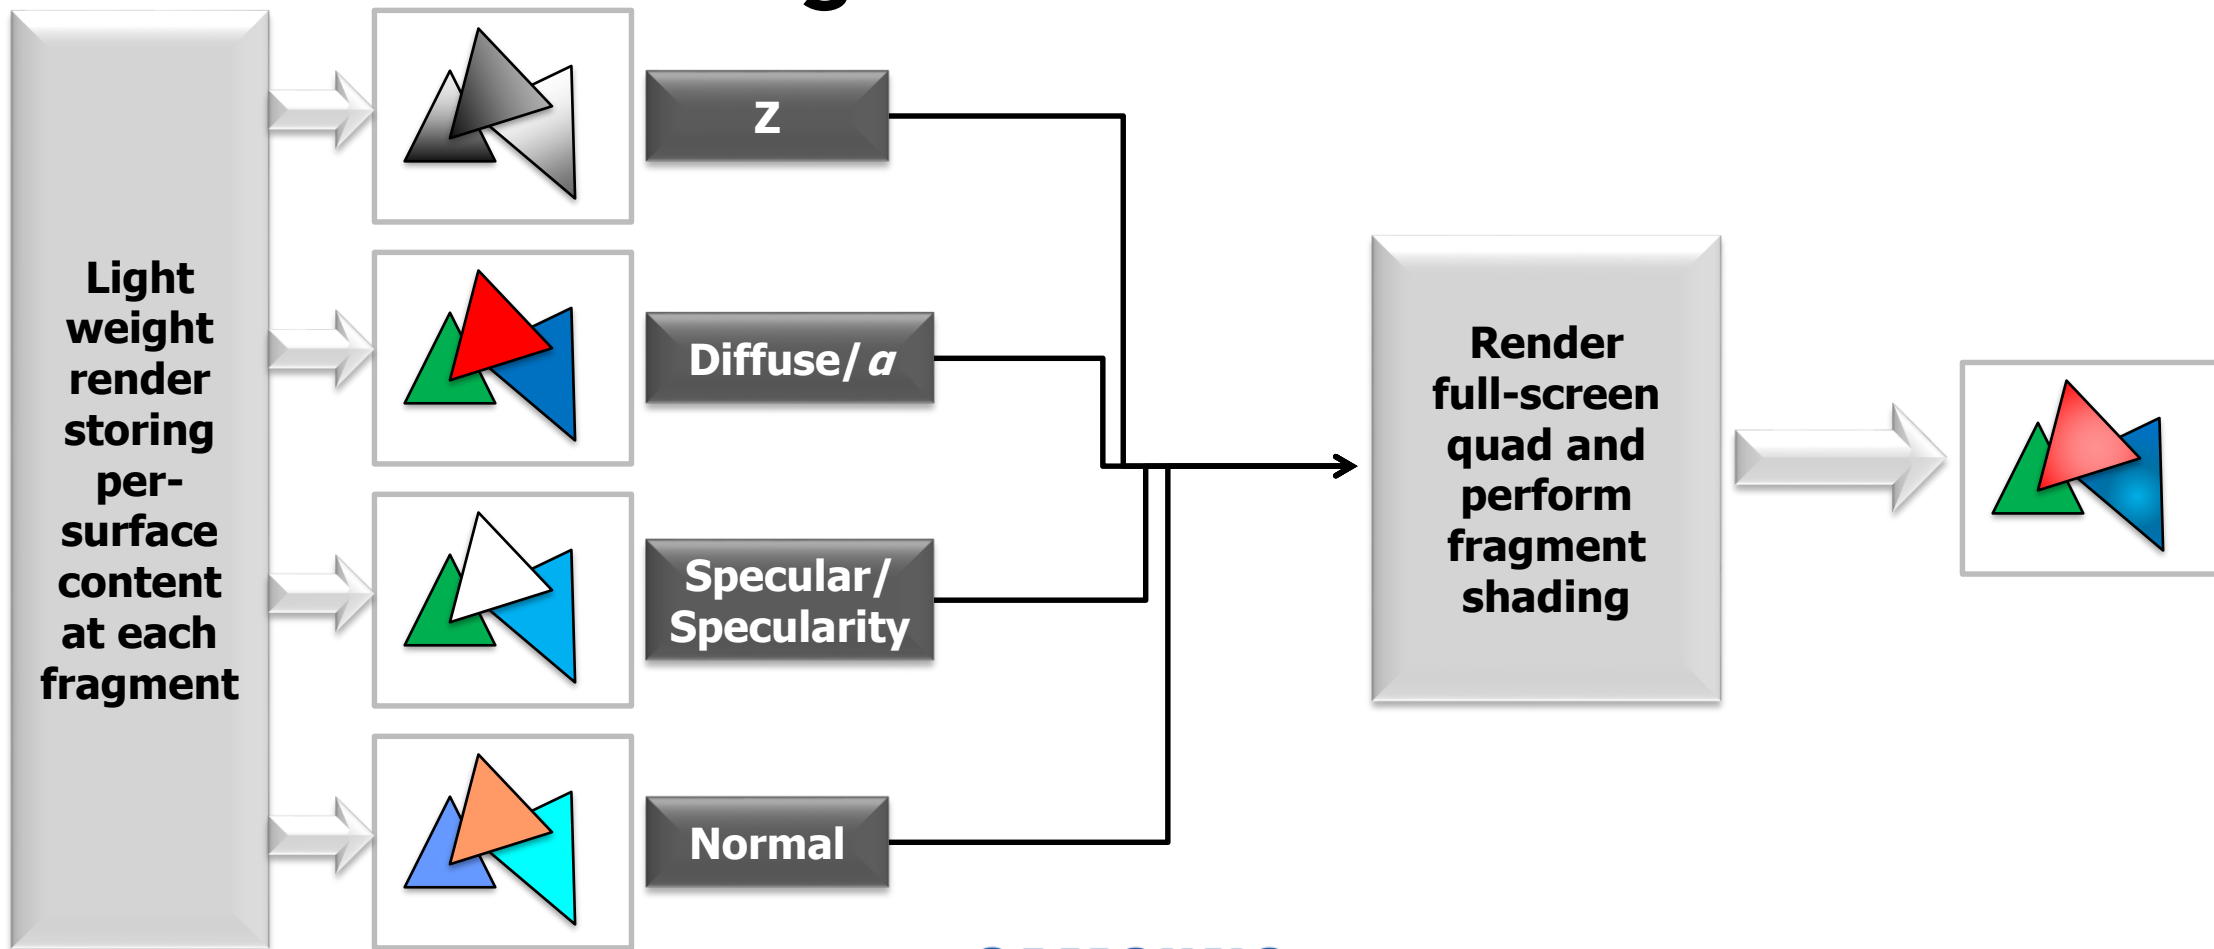 Light
weight
render
storing
per-
surface
content
at each
fragment
Z
Diffuse/ α
Specular/
Specularity
Normal
Render
full-screen
quad and
perform
fragment
shading